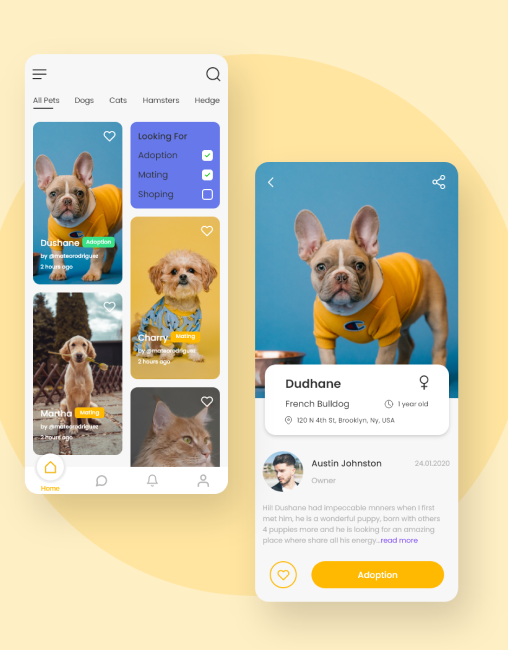 All Pets Dogs Cats Hamsters Hedge
Looking For
Adoption
Mating
Shoping
Dushane Adoption
by @mateorodriguez
2 hours ago
Charry Mating
by @mateorodriguez
2 hours ago
Martha Mating
by @mateorodriguez
2 hours ago
Home
Dudhane
French Bulldog 1 year old
120 N 4th St, Brooklyn, Ny, USA
Austin Johnston 24.01.2020
Owner
Hi!! Dushane had impeccable mnners when I first
met him, he is a wonderful puppy, born with others
4 puppies more and he is looking for an amazing
place where share all his energy...read more
Adoption